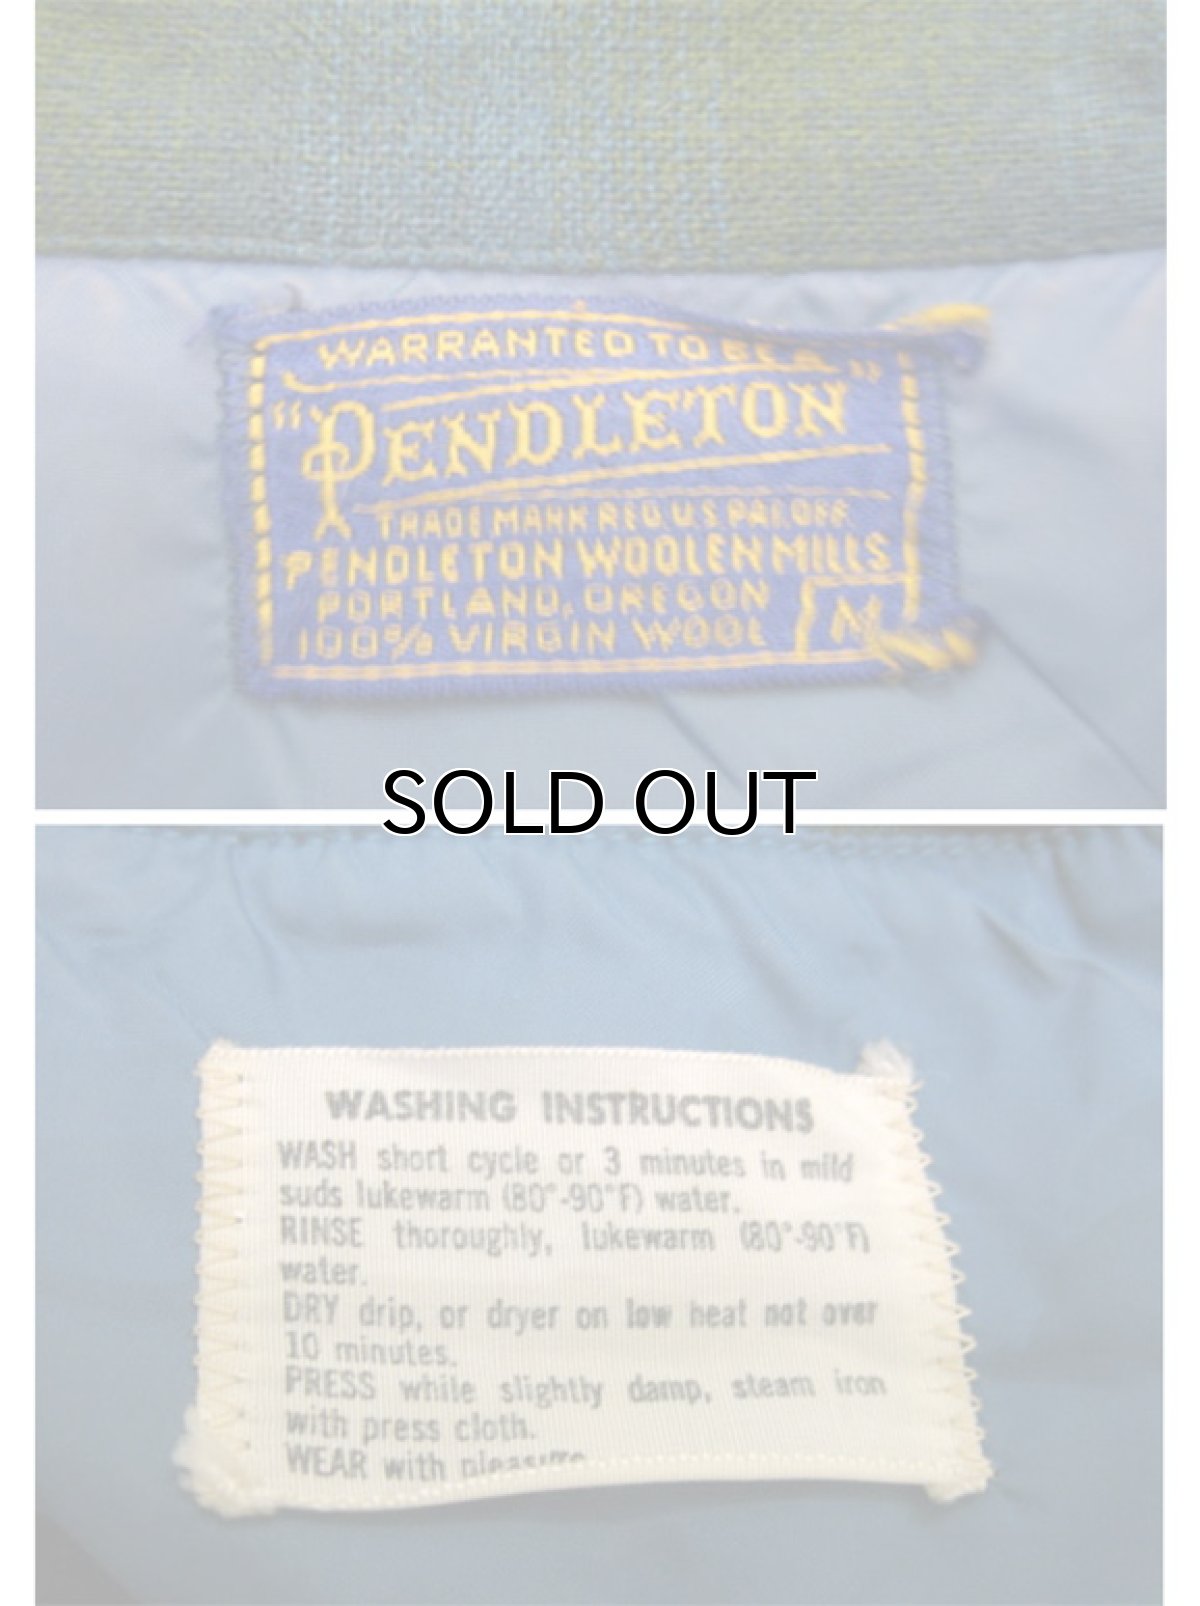 WARRANTED TO BE A
"PENDLETON"
TRADE MARK REG. U.S. PAT. OFF.
PENDLETON WOOLEN MILLS
PORTLAND, OREGON
100% VIRGIN WOOL M
SOLD OUT
WASHING INSTRUCTIONS
WASH short cycle or 3 minutes in mild
suds lukewarm (80°-90°F) water.
RINSE thoroughly, lukewarm (80°-90°F)
water.
DRY drip, or dryer on low heat not over
10 minutes.
PRESS while slightly damp, steam iron
with press cloth.
WEAR with pleasure